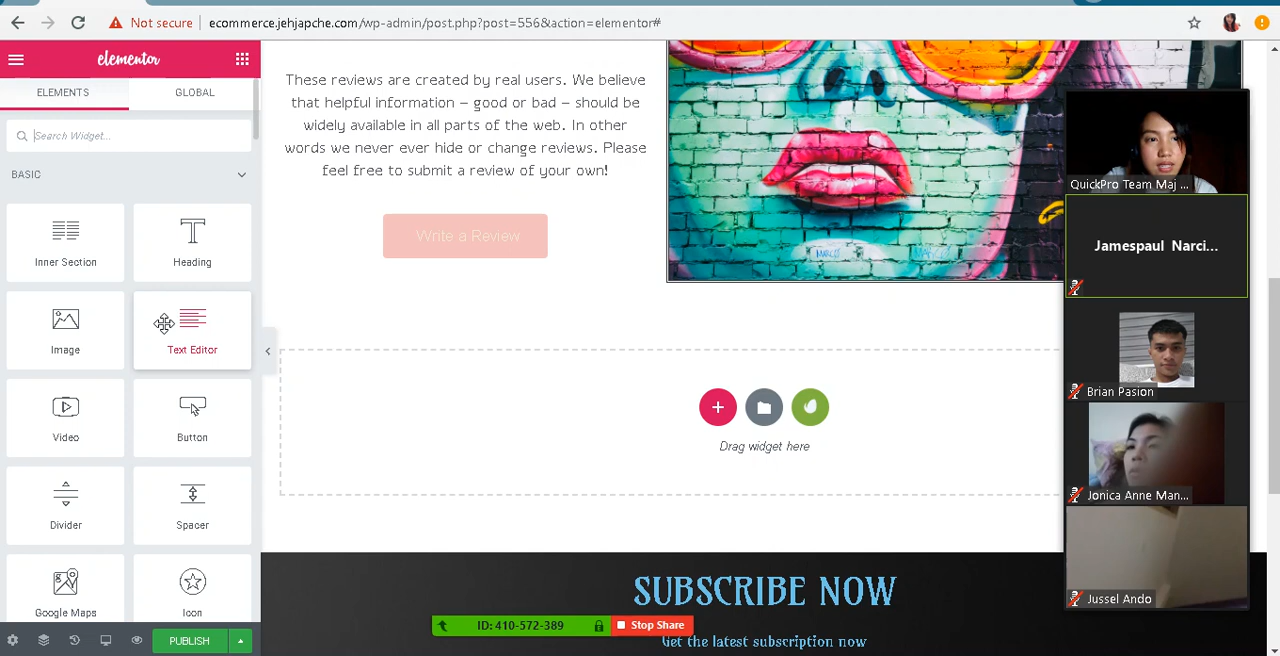 Not secure
ecommerce.jehjapche.com/wp-admin/post.php?post=556&action=elementor#
elementor
ELEMENTS
GLOBAL
Search Widget...
BASIC
Inner Section
Heading
Image
Text Editor
Video
Button
Divider
Spacer
Google Maps
Icon
PUBLISH
These reviews are created by real users. We believe
that helpful information – good or bad – should be
widely available in all parts of the web. In other
words we never ever hide or change reviews. Please
feel free to submit a review of your own!
Write a Review
MARCO
MARCO
Drag widget here
SUBSCRIBE NOW
Get the latest subscription now
ID: 410-572-389
Stop Share
QuickPro Team Maj ...
Jamespaul Narci...
Brian Pasion
Jonica Anne Man...
Jussel Ando